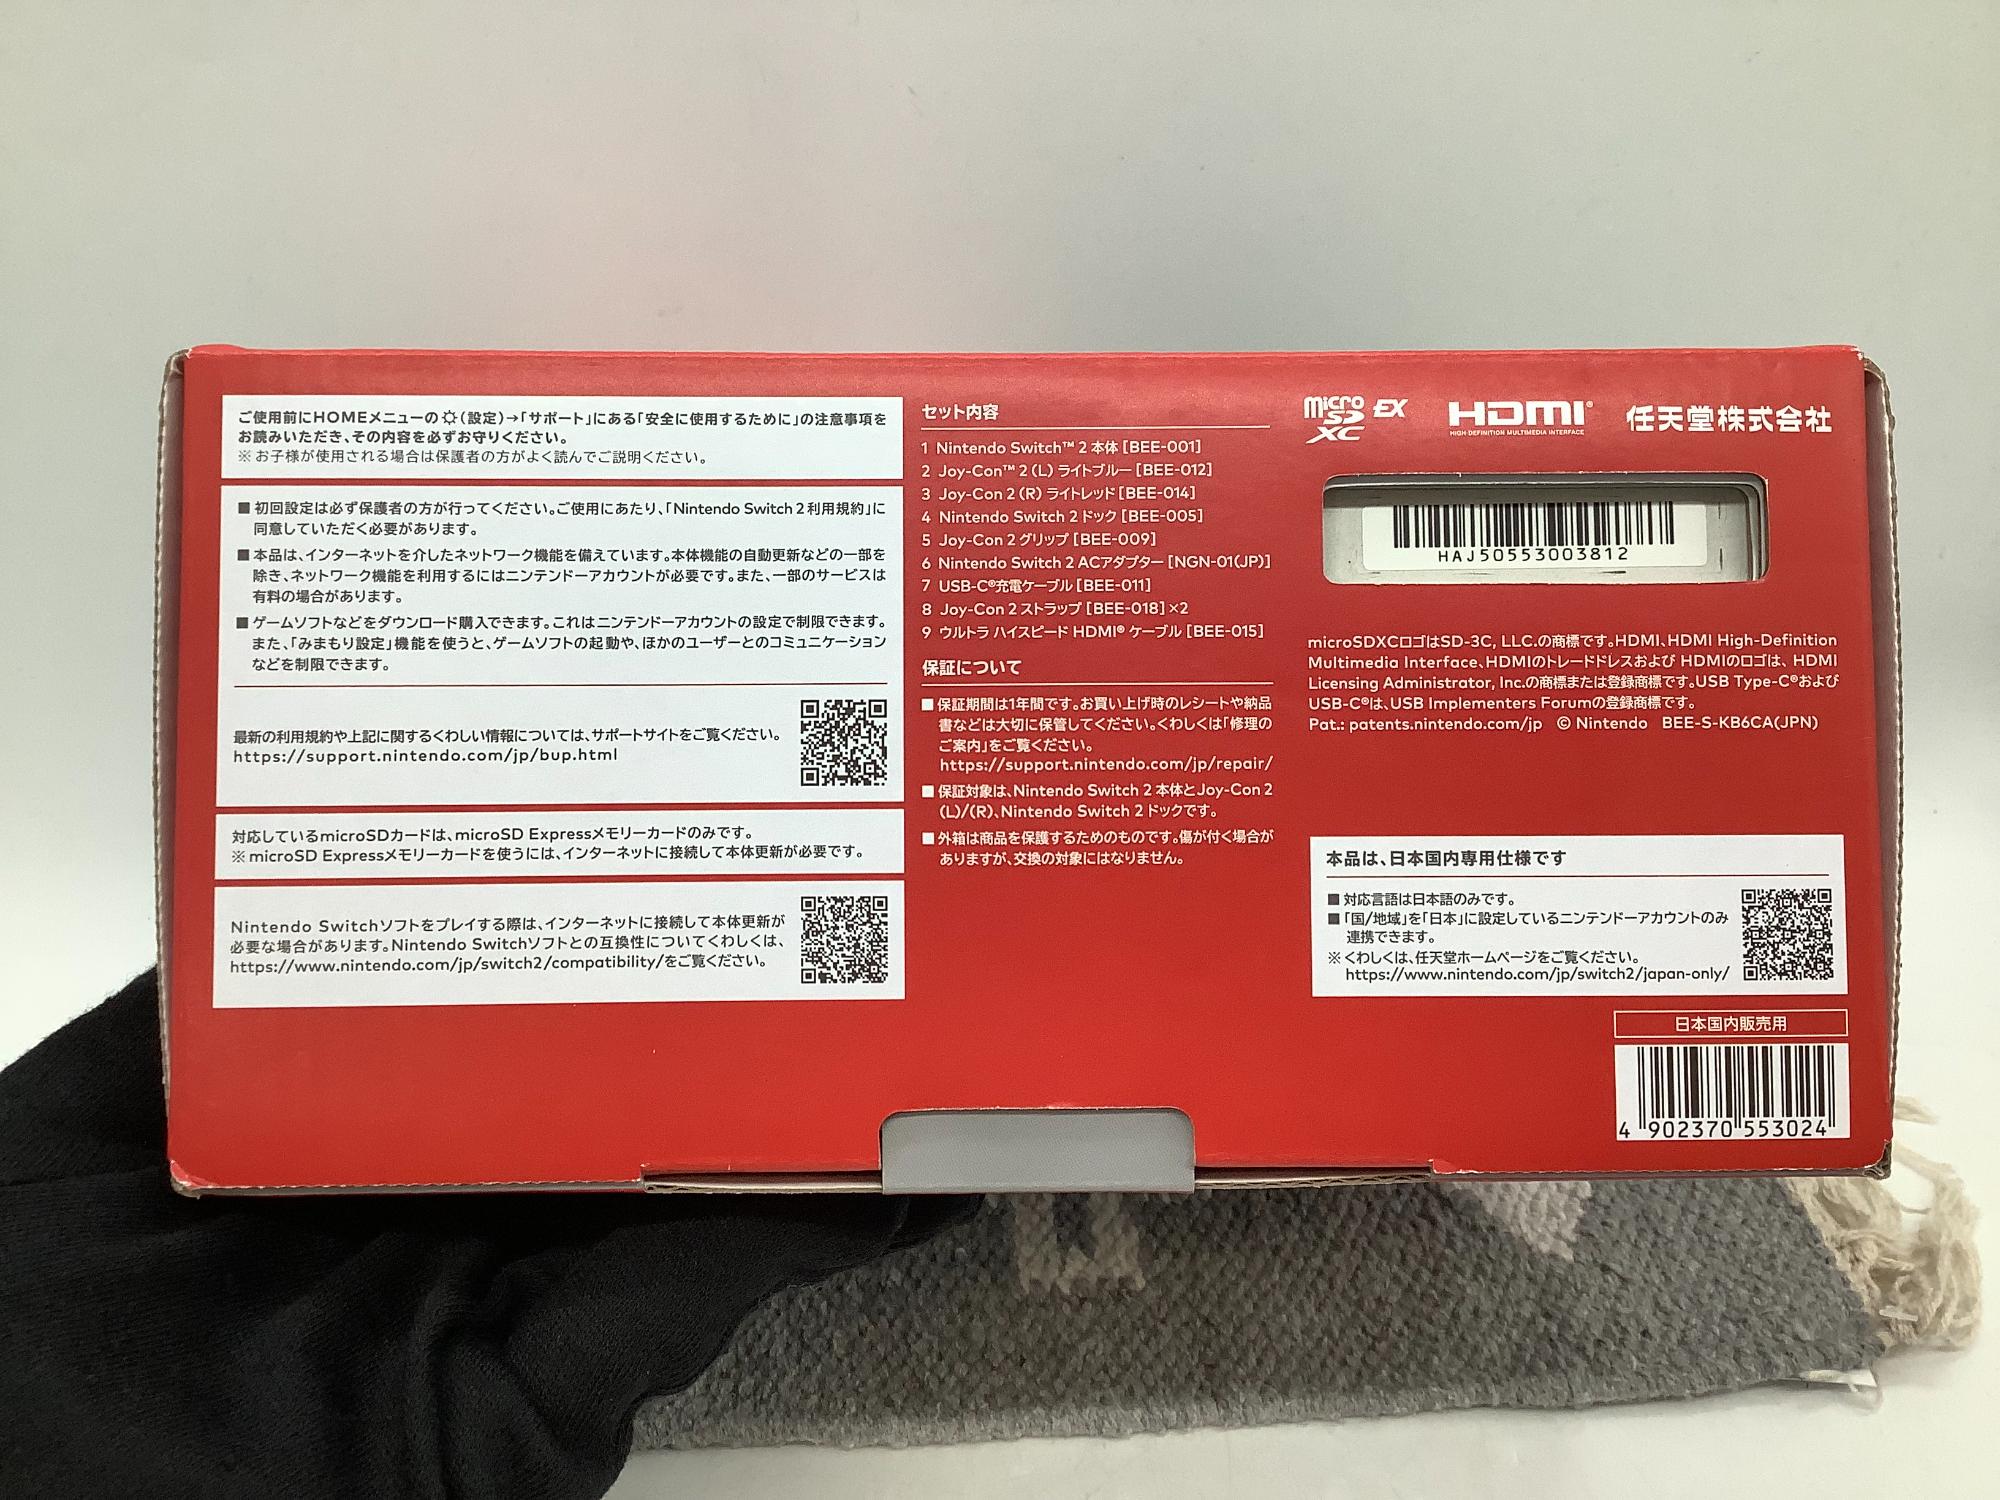 ご使用前にHOMEメニューの(設定)→「サポート」にある「安全に使用するために」の注意事項を
お読みいただき、その内容を必ずお守りください。
※お子様が使用される場合は保護者の方がよく読んでご説明ください。
■初回設定は必ず保護者の方が行ってください。ご使用にあたり、「Nintendo Switch 2 利用規約」に
同意していただく必要があります。
■本品は、インターネットを介したネットワーク機能を備えています。本体機能の自動更新などの一部を
除き、ネットワーク機能を利用するにはニンテンドーアカウントが必要です。また、一部のサービスは
有料の場合があります。
■ゲームソフトなどをダウンロード購入できます。これはニンテンドーアカウントの設定で制限できます。
また、「みまもり設定」機能を使うと、ゲームソフトの起動や、ほかのユーザーとのコミュニケーション
などを制限できます。
最新の利用規約や上記に関するくわしい情報については、サポートサイトをご覧ください。
https://support.nintendo.com/jp/bup.html
対応しているmicroSDカードは、microSD Expressメモリーカードのみです。
※microSD Expressメモリーカードを使うには、インターネットに接続して本体更新が必要です。
Nintendo Switchソフトをプレイする際は、インターネットに接続して本体更新が
必要な場合があります。Nintendo Switchソフトとの互換性についてくわしくは、
https://www.nintendo.com/jp/switch2/compatibility/をご覧ください。
セット内容
1 Nintendo Switch™ 2 本体 [BEE-001]
2 Joy-Con™ 2 (L) ライトブルー [BEE-012]
3 Joy-Con 2 (R) ライトレッド [BEE-014]
4 Nintendo Switch 2 ドック [BEE-005]
5 Joy-Con 2 グリップ [BEE-009]
6 Nintendo Switch 2 ACアダプター [NGN-01(JP)]
7 USB-C®充電ケーブル [BEE-011]
8 Joy-Con 2 ストラップ [BEE-018]×2
9 ウルトラ ハイスピード HDMI® ケーブル [BEE-015]
保証について
■保証期間は1年間です。お買い上げ時のレシートや納品
書などは大切に保管してください。くわしくは「修理の
ご案内」をご覧ください。
https://support.nintendo.com/jp/repair/
■保証対象は、Nintendo Switch 2 本体とJoy-Con 2
(L)/(R)、Nintendo Switch 2 ドックです。
■外箱は商品を保護するためのものです。傷が付く場合が
ありますが、交換の対象にはなりません。
micro SD XC EX
HDMI®
HIGH-DEFINITION MULTIMEDIA INTERFACE
任天堂株式会社
HAJ50553003812
microSDXCロゴはSD-3C, LLC.の商標です。HDMI、HDMI High-Definition
Multimedia Interface、HDMIのトレードドレスおよび HDMIのロゴは、HDMI
Licensing Administrator, Inc.の商標または登録商標です。USB Type-C®および
USB-C®は、USB Implementers Forumの登録商標です。
Pat.: patents.nintendo.com/jp © Nintendo BEE-S-KB6CA(JPN)
本品は、日本国内専用仕様です
■対応言語は日本語のみです。
■「国/地域」を「日本」に設定しているニンテンドーアカウントのみ
連携できます。
※くわしくは、任天堂ホームページをご覧ください。
https://www.nintendo.com/jp/switch2/japan-only/
日本国内販売用
4 902370 553024